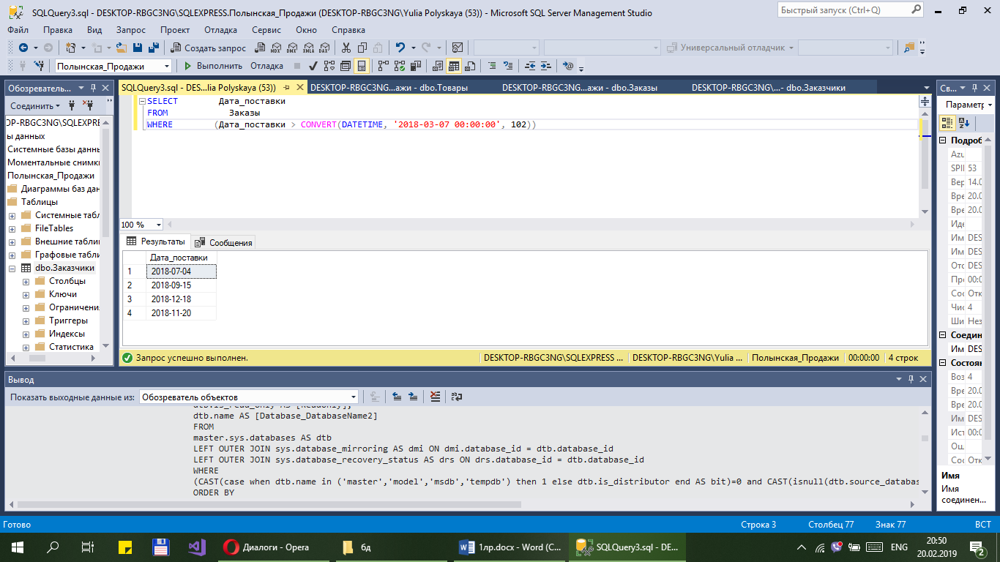 SQLQuery3.sql - DESKTOP-RBGC3NG\SQLEXPRESS.Полынская_Продажи (DESKTOP-RBGC3NG\Yulia Polyskaya (53)) - Microsoft SQL Server Management Studio
Быстрый запуск (Ctrl+Q)
Файл Правка Вид Запрос Проект Отладка Сервис Окно Справка
Создать запрос MDX DMX XMLA DAX Универсальный отладчик
Полынская_Продажи Выполнить Отладка
Обозреватель...
Соединить
OP-RBGC3NG\SQLEXPRE
ы данных
Системные базы данн
Моментальные снимки
Полынская_Продажи
Диаграммы баз дан
Таблицы
Системные табл
FileTables
Внешние таблиц
Графовые табли
dbo.Заказчики
Столбцы
Ключи
Ограничени
Триггеры
Индексы
Статистика
SQLQuery3.sql - DES...lia Polyskaya (53)) DESKTOP-RBGC3NG...ажи - dbo.Товары DESKTOP-RBGC3NG...ажи - dbo.Заказы DESKTOP-RBGC3NG\...- dbo.Заказчики
SELECT Дата_поставки
FROM Заказы
WHERE (Дата_поставки > CONVERT(DATETIME, '2018-03-07 00:00:00', 102))
100 %
Результаты Сообщения
Дата_поставки
1 2018-07-04
2 2018-09-15
3 2018-12-18
4 2018-11-20
Запрос успешно выполнен. DESKTOP-RBGC3NG\SQLEXPRESS ... DESKTOP-RBGC3NG\Yulia ... Полынская_Продажи 00:00:00 4 строк
Св...
Параметр
Подроб
Azu
SPII 53
Вер 14.0
Вре 20.0
Вре 20.0
Иде
Им DES
Им DES
Отс DES
Про 00:0
Сос Отк
Чис 4
Ши Нез
Соедин
Им DES
Состоян
Воз 4
Вре 20.0
Вре 20.0
Им DES
Ист 00:0
Ош
Сос Отк
Имя
Имя
соединен...
Вывод
Показать выходные данные из: Обозреватель объектов
dtb.is_read_only AS [ReadOnly],
dtb.name AS [Database_DatabaseName2]
FROM
master.sys.databases AS dtb
LEFT OUTER JOIN sys.database_mirroring AS dmi ON dmi.database_id = dtb.database_id
LEFT OUTER JOIN sys.database_recovery_status AS drs ON drs.database_id = dtb.database_id
WHERE
(CAST(case when dtb.name in ('master','model','msdb','tempdb') then 1 else dtb.is_distributor end AS bit)=0 and CAST(isnull(dtb.source_databas
ORDER BY
Готово Строка 3 Столбец 77 Знак 77 ВСТ
Диалоги - Opera бд 1лр.docx - Word (С... SQLQuery3.sql - DE... ENG 20:50
20.02.2019 2